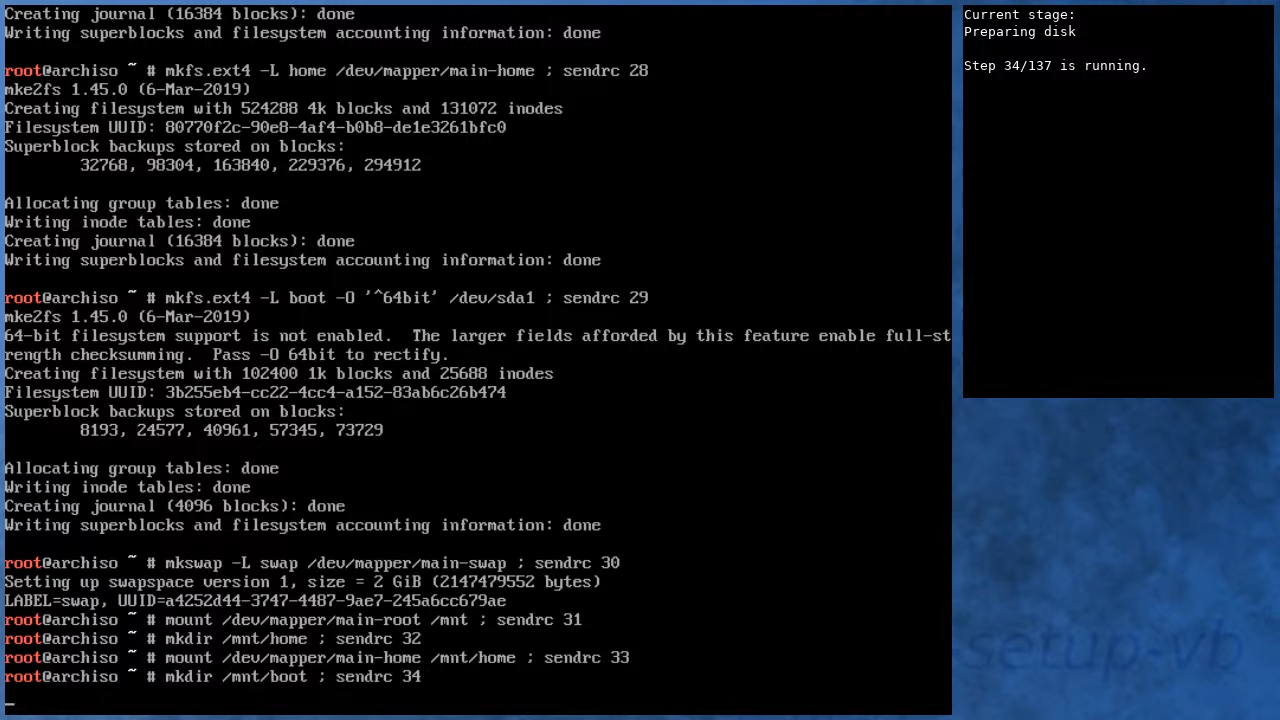 Creating journal (16384 blocks): done
Writing superblocks and filesystem accounting information: done
root@archiso ~ # mkfs.ext4 -L home /dev/mapper/main-home ; sendrc 28
mke2fs 1.45.0 (6-Mar-2019)
Creating filesystem with 524288 4k blocks and 131072 inodes
Filesystem UUID: 80770f2c-90e8-4af4-b0b8-de1e3261bfc0
Superblock backups stored on blocks:
        32768, 98304, 163840, 229376, 294912
Allocating group tables: done
Writing inode tables: done
Creating journal (16384 blocks): done
Writing superblocks and filesystem accounting information: done
root@archiso ~ # mkfs.ext4 -L boot -O '^64bit' /dev/sda1 ; sendrc 29
mke2fs 1.45.0 (6-Mar-2019)
64-bit filesystem support is not enabled.  The larger fields afforded by this feature enable full-st
rength checksumming.  Pass -O 64bit to rectify.
Creating filesystem with 102400 1k blocks and 25688 inodes
Filesystem UUID: 3b255eb4-cc22-4cc4-a152-83ab6c26b474
Superblock backups stored on blocks:
        8193, 24577, 40961, 57345, 73729
Allocating group tables: done
Writing inode tables: done
Creating journal (4096 blocks): done
Writing superblocks and filesystem accounting information: done
root@archiso ~ # mkswap -L swap /dev/mapper/main-swap ; sendrc 30
Setting up swapspace version 1, size = 2 GiB (2147479552 bytes)
LABEL=swap, UUID=a4252d44-3747-4487-9ae7-245a6cc679ae
root@archiso ~ # mount /dev/mapper/main-root /mnt ; sendrc 31
root@archiso ~ # mkdir /mnt/home ; sendrc 32
root@archiso ~ # mount /dev/mapper/main-home /mnt/home ; sendrc 33
root@archiso ~ # mkdir /mnt/boot ; sendrc 34
Current stage:
Preparing disk
Step 34/137 is running.
setup-vb